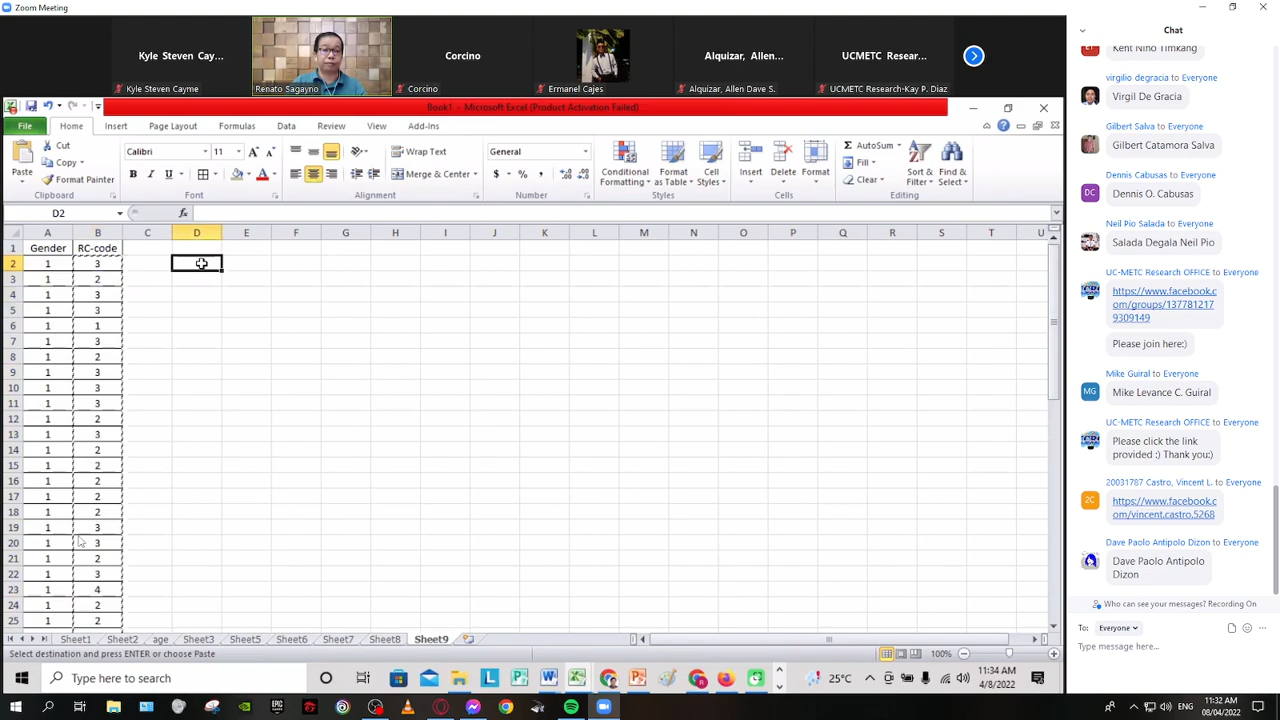 Zoom Meeting
Kyle Steven Cay...
Corcino
Alquizar, Allen...
UCMETC Resear...
Kyle Steven Cayme
Renato Sagayno
Corcino
Ermanel Cajes
Alquizar, Allen Dave S.
UCMETC Research-Kay P. Diaz
Book1 - Microsoft Excel (Product Activation Failed)
File Home Insert Page Layout Formulas Data Review View Add-Ins
Paste
Cut
Copy
Format Painter
Clipboard
Calibri 11
B I U
Font
Wrap Text
Merge & Center
Alignment
General
$ % ,
Number
Conditional Formatting
Format as Table
Cell Styles
Styles
Insert Delete Format
Cells
AutoSum
Fill
Clear
Sort & Filter
Find & Select
Editing
D2 fx
A B C D E F G H I J K L M N O P Q R S T U
1 Gender RC-code
2 1 3
3 1 2
4 1 3
5 1 3
6 1 1
7 1 3
8 1 2
9 1 3
10 1 3
11 1 3
12 1 2
13 1 3
14 1 2
15 1 2
16 1 2
17 1 2
18 1 2
19 1 3
20 1 3
21 1 2
22 1 3
23 1 4
24 1 2
25 1 2
Sheet1 Sheet2 age Sheet3 Sheet5 Sheet6 Sheet7 Sheet8 Sheet9
Select destination and press ENTER or choose Paste
100%
Type here to search
25°C
11:34 AM
4/8/2022
Chat
Kent Nino Timkang
virgilio degracia to Everyone
Virgil De Gracia
Gilbert Salva to Everyone
Gilbert Catamora Salva
Dennis Cabusas to Everyone
DC
Dennis O. Cabusas
Neil Pio Salada to Everyone
Salada Degala Neil Pio
UC-METC Research OFFICE to Everyone
https://www.facebook.c
om/groups/137781217
9309149
Please join here:)
Mike Guiral to Everyone
MG
Mike Levance C. Guiral
UC-METC Research OFFICE to Everyone
Please click the link
provided :) Thank you:)
20031787 Castro, Vincent L. to Everyone
2C
https://www.facebook.c
om/vincent.castro.5268
Dave Paolo Antipolo Dizon to Everyone
Dave Paolo Antipolo
Dizon
Who can see your messages? Recording On
To: Everyone
Type message here...
ENG
11:32 AM
08/04/2022